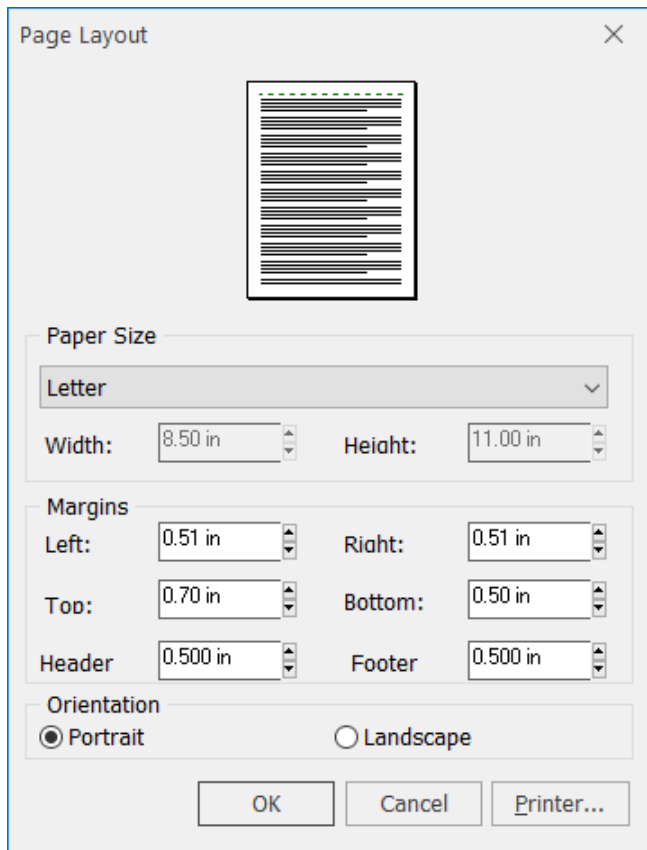 Page Layout
Paper Size
Letter
Width: 8.50 in Height: 11.00 in
Margins
Left: 0.51 in Right: 0.51 in
Top: 0.70 in Bottom: 0.50 in
Header 0.500 in Footer 0.500 in
Orientation
Portrait Landscape
OK Cancel Printer...